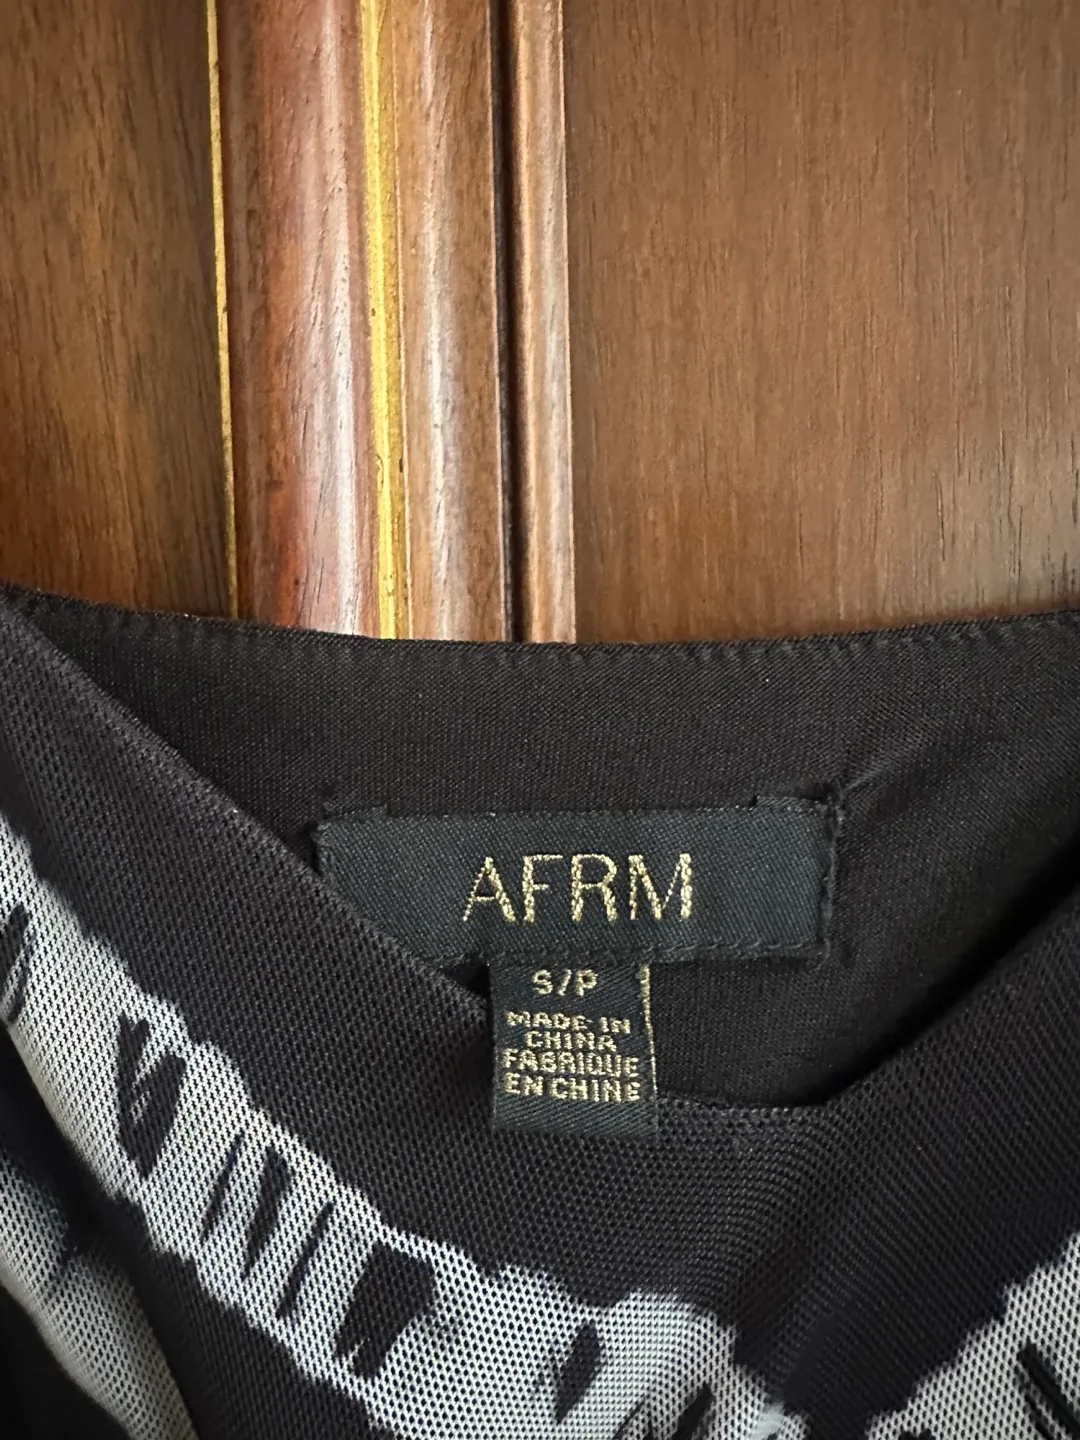 AFRM
S/P
MADE IN
CHINA
FABRIQUE
EN CHINE